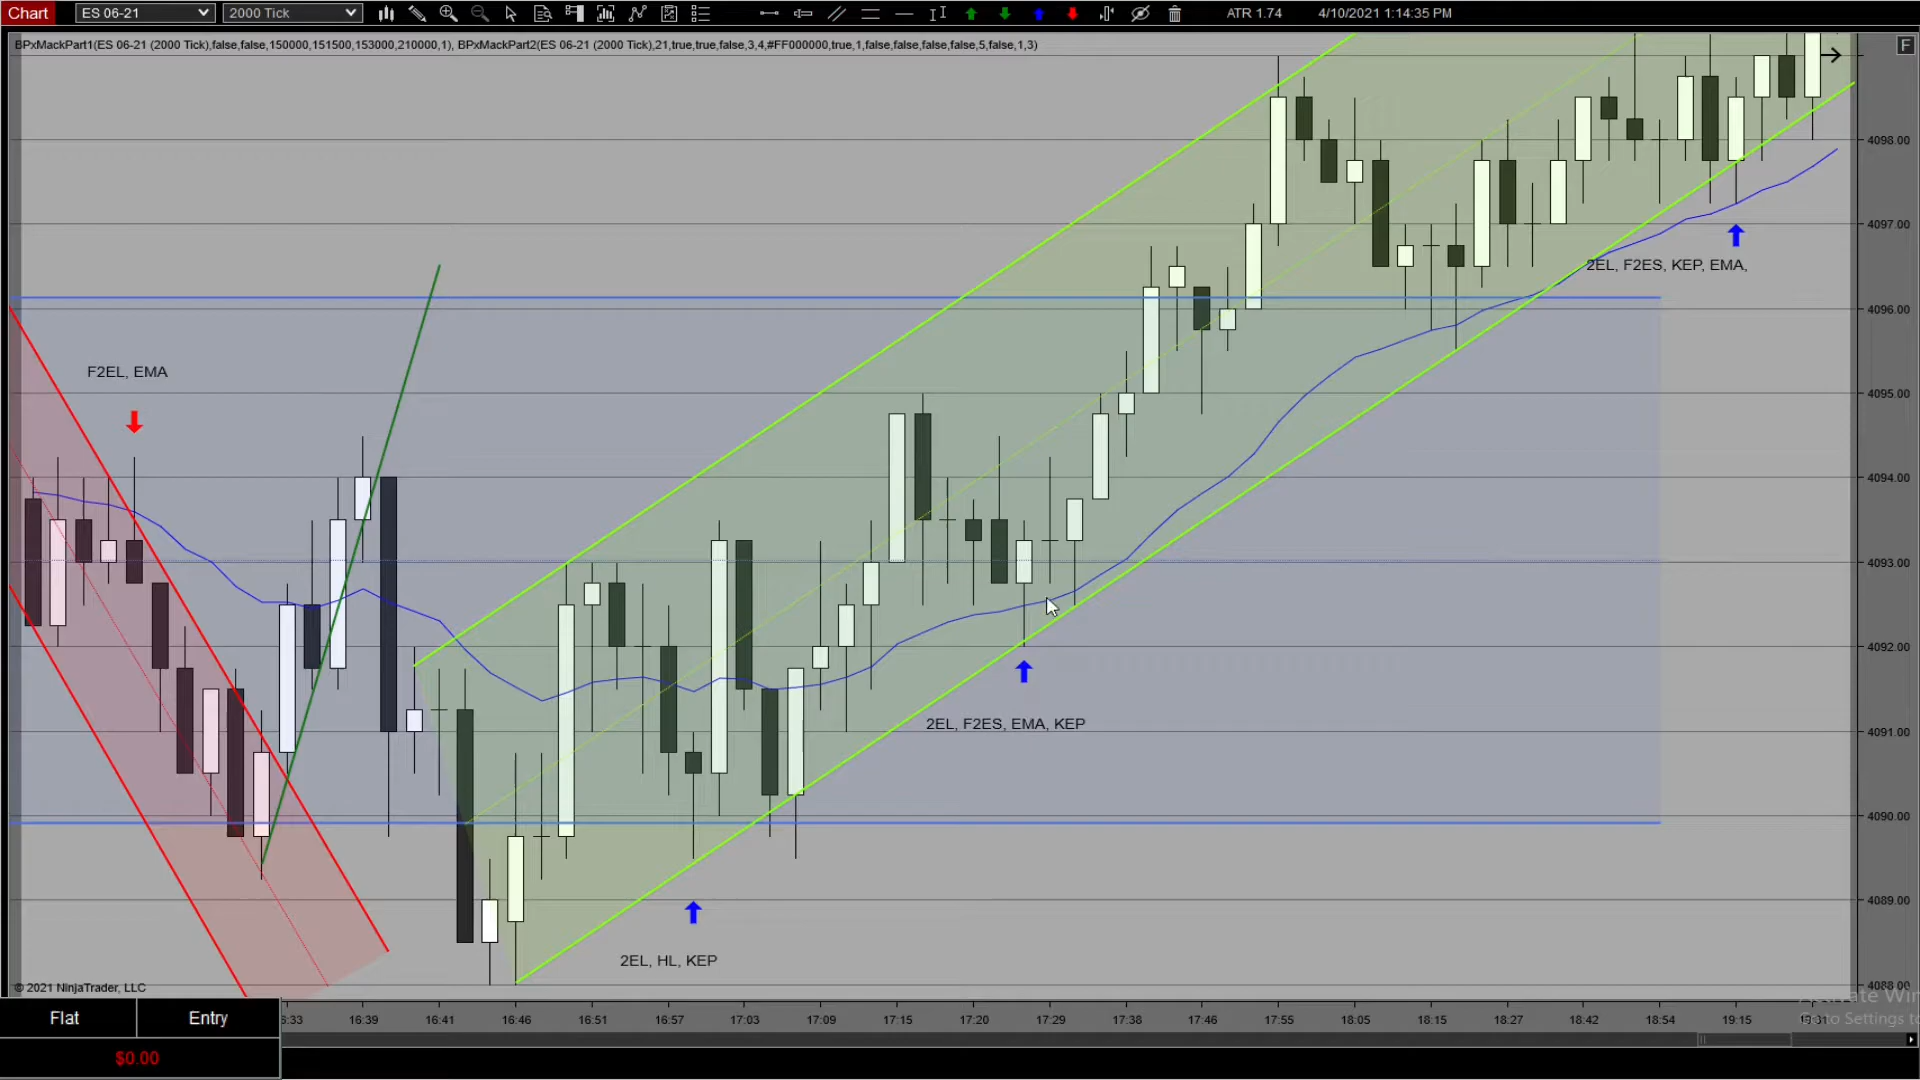 Chart ES 06-21 2000 Tick ATR 1.74 4/10/2021 1:14:35 PM
BPxMackPart1(ES 06-21 (2000 Tick),false,false,150000,151500,153000,210000,1), BPxMackPart2(ES 06-21 (2000 Tick),21,true,true,false,3,4,#FF000000,true,1,false,false,false,false,5,false,1,3)
F
4098.00
4097.00
2EL, F2ES, KEP, EMA,
4096.00
F2EL, EMA
4095.00
4094.00
4093.00
4092.00
2EL, F2ES, EMA, KEP
4091.00
4090.00
4089.00
2EL, HL, KEP
4088.00
© 2021 NinjaTrader, LLC
Flat Entry
16:39 16:41 16:46 16:51 16:57 17:03 17:09 17:15 17:20 17:29 17:38 17:46 17:55 18:05 18:15 18:27 18:42 18:54 19:15
$0.00